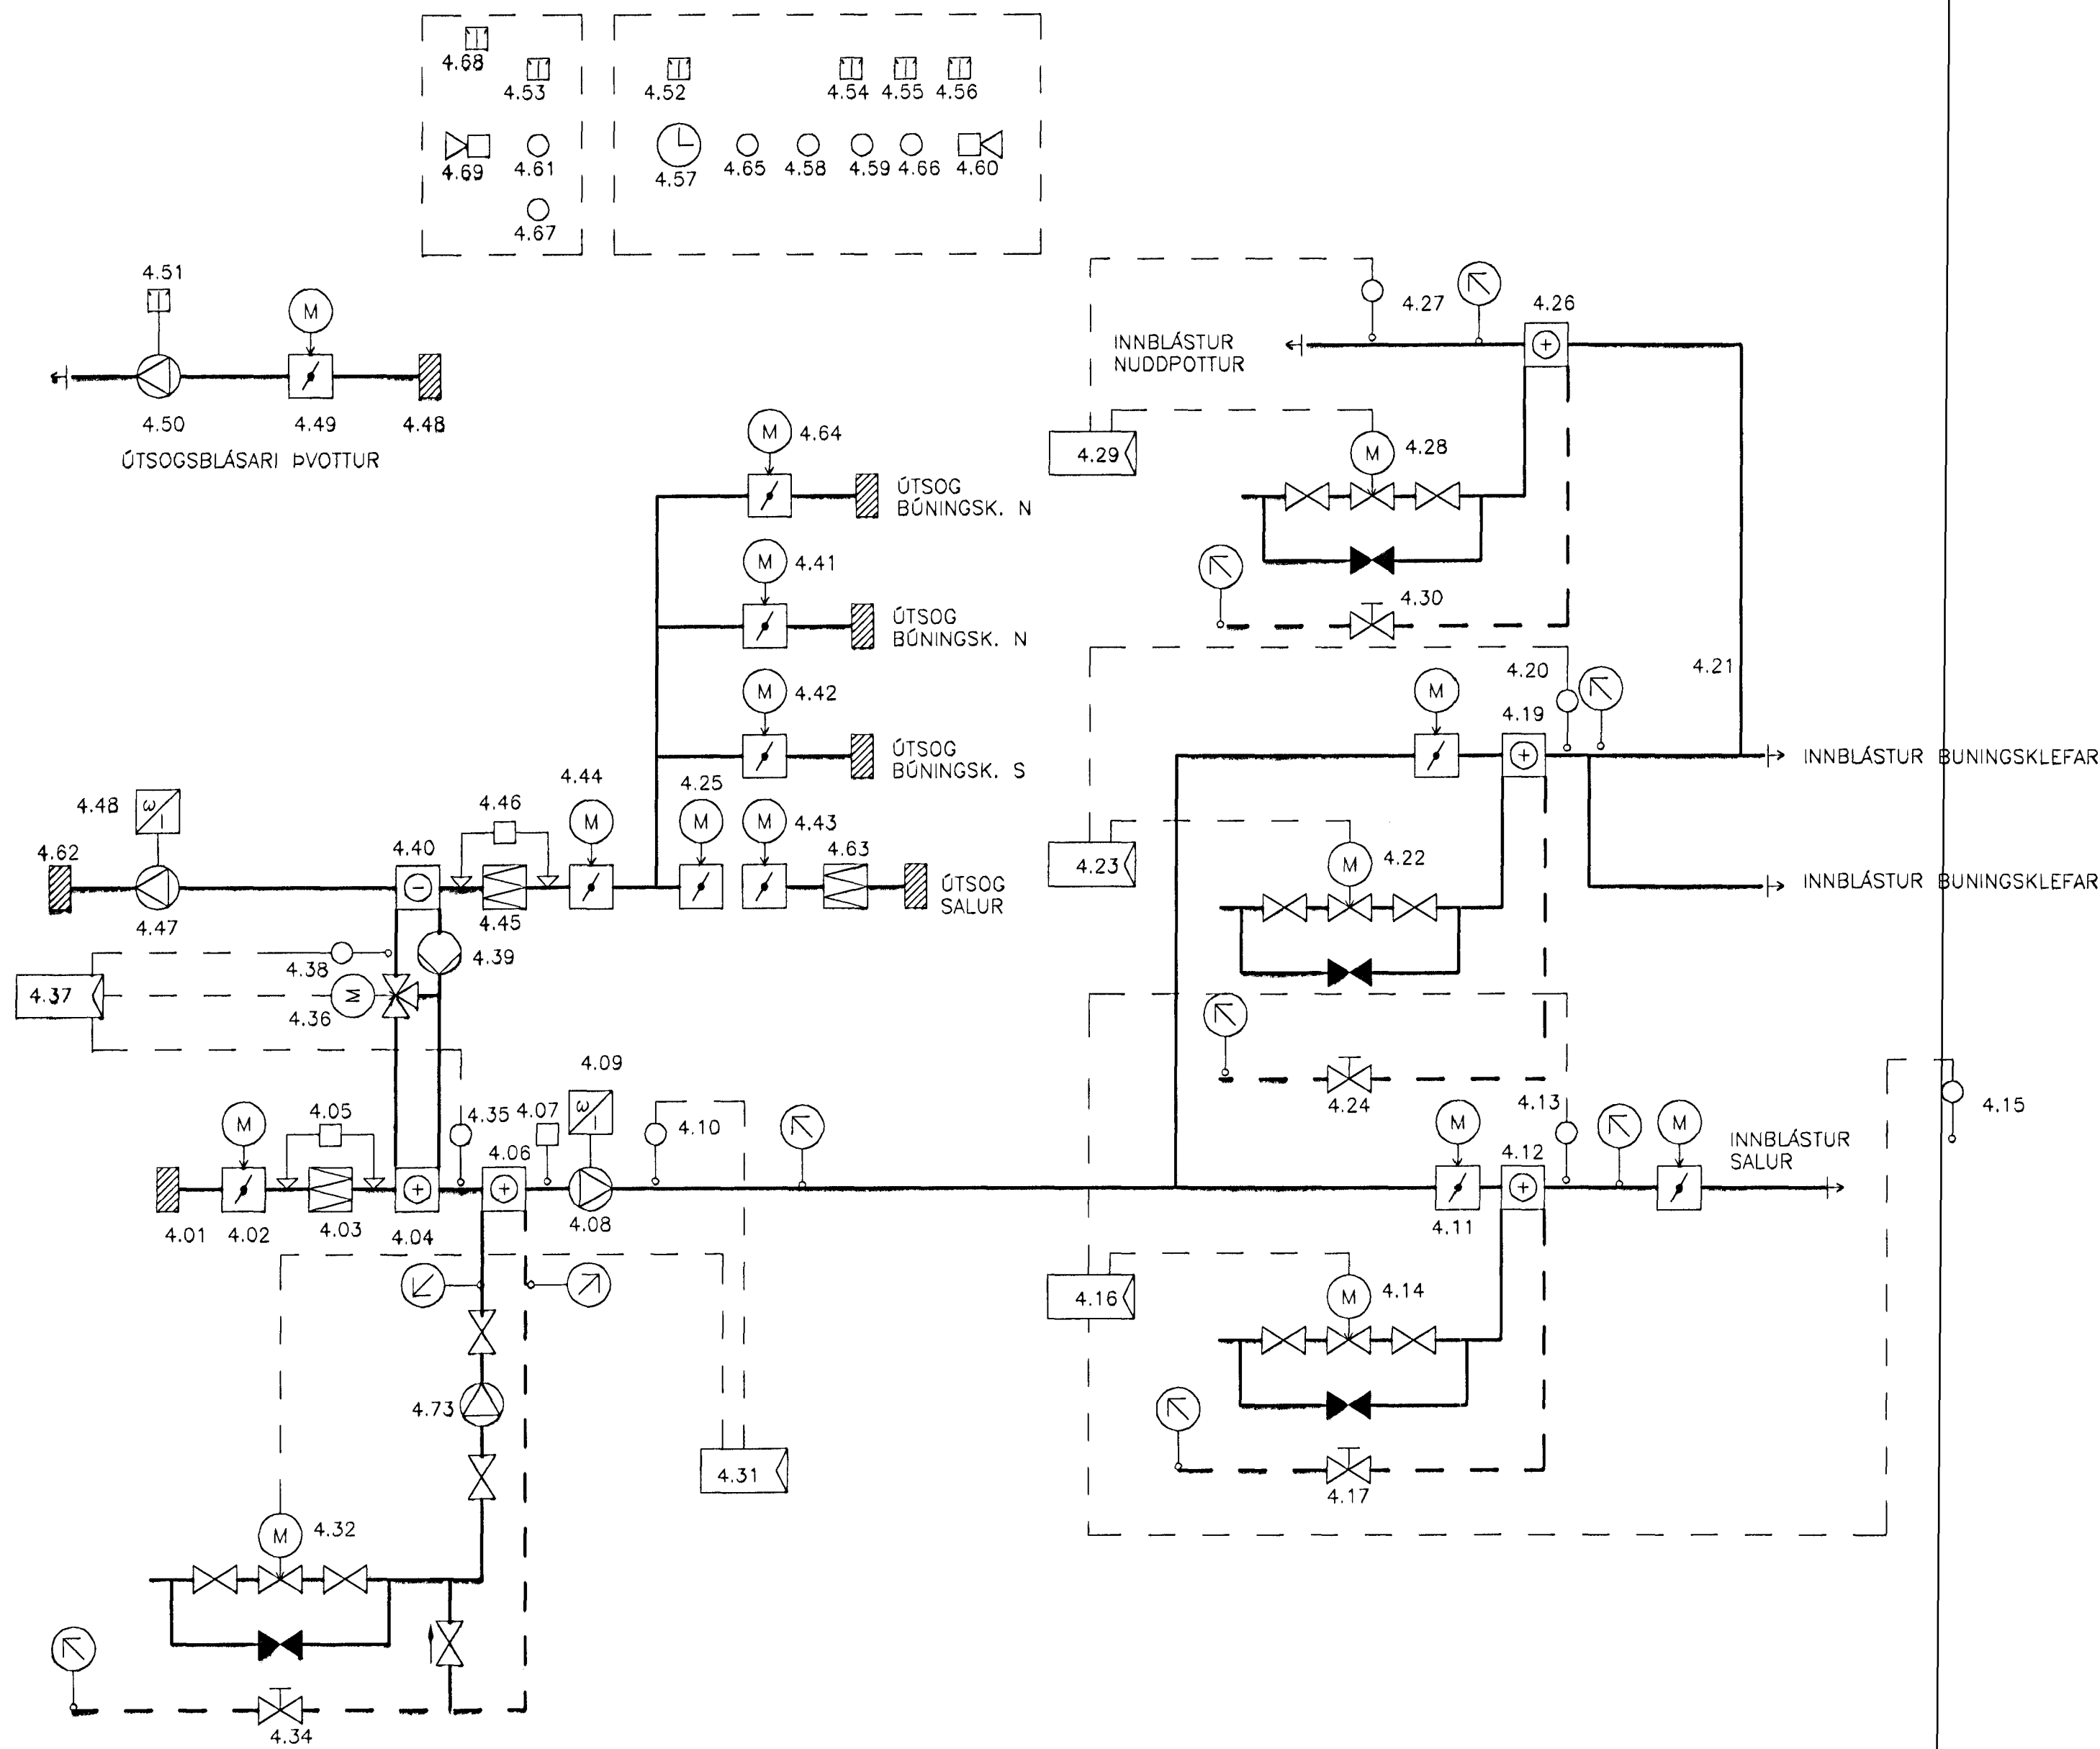 4.68
4.53
4.52
4.54
4.55
4.56
4.69
4.61
4.57
4.65
4.58
4.59
4.66
4.60
4.67
4.51
M
4.50
4.49
4.48
ÚTSOGSBLÁSARI ÞVOTTUR
4.27
4.26
INNBLÁSTUR
NUDDPOTTUR
M
4.64
ÚTSOG
BÚNINGSK. N
4.29
M
4.28
M
4.41
ÚTSOG
BÚNINGSK. N
4.30
M
4.42
ÚTSOG
BÚNINGSK. S
M
4.20
4.21
4.19
INNBLÁSTUR BUNINGSKLEFAR
4.48
ω
4.46
4.44
M
4.25
M
M
4.43
4.62
4.40
4.63
4.47
4.45
ÚTSOG
SALUR
4.23
M
4.22
INNBLÁSTUR BUNINGSKLEFAR
4.38
4.39
4.37
M
4.36
4.24
4.09
ω
M
4.05
4.35
4.07
4.10
4.06
4.01
4.02
4.03
4.04
4.08
M
4.13
M
4.15
4.12
INNBLÁSTUR
SALUR
4.11
4.16
M
4.14
4.73
4.31
4.17
M
4.32
4.34